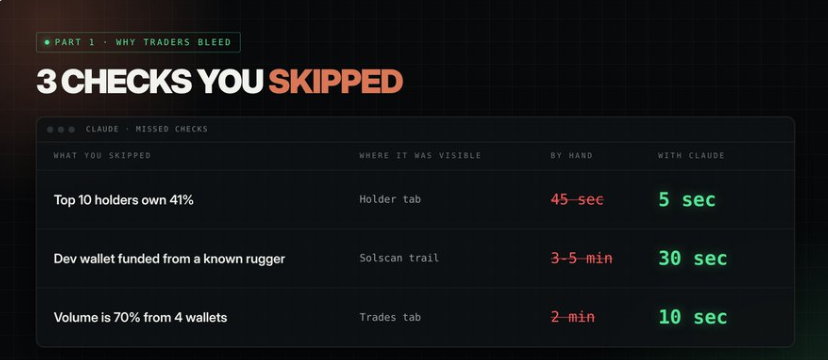 PART 1 · WHY TRADERS BLEED
3 CHECKS YOU SKIPPED
CLAUDE · MISSED CHECKS
WHAT YOU SKIPPED WHERE IT WAS VISIBLE BY HAND WITH CLAUDE
Top 10 holders own 41% Holder tab 45 sec 5 sec
Dev wallet funded from a known rugger Solscan trail 3-5 min 30 sec
Volume is 70% from 4 wallets Trades tab 2 min 10 sec